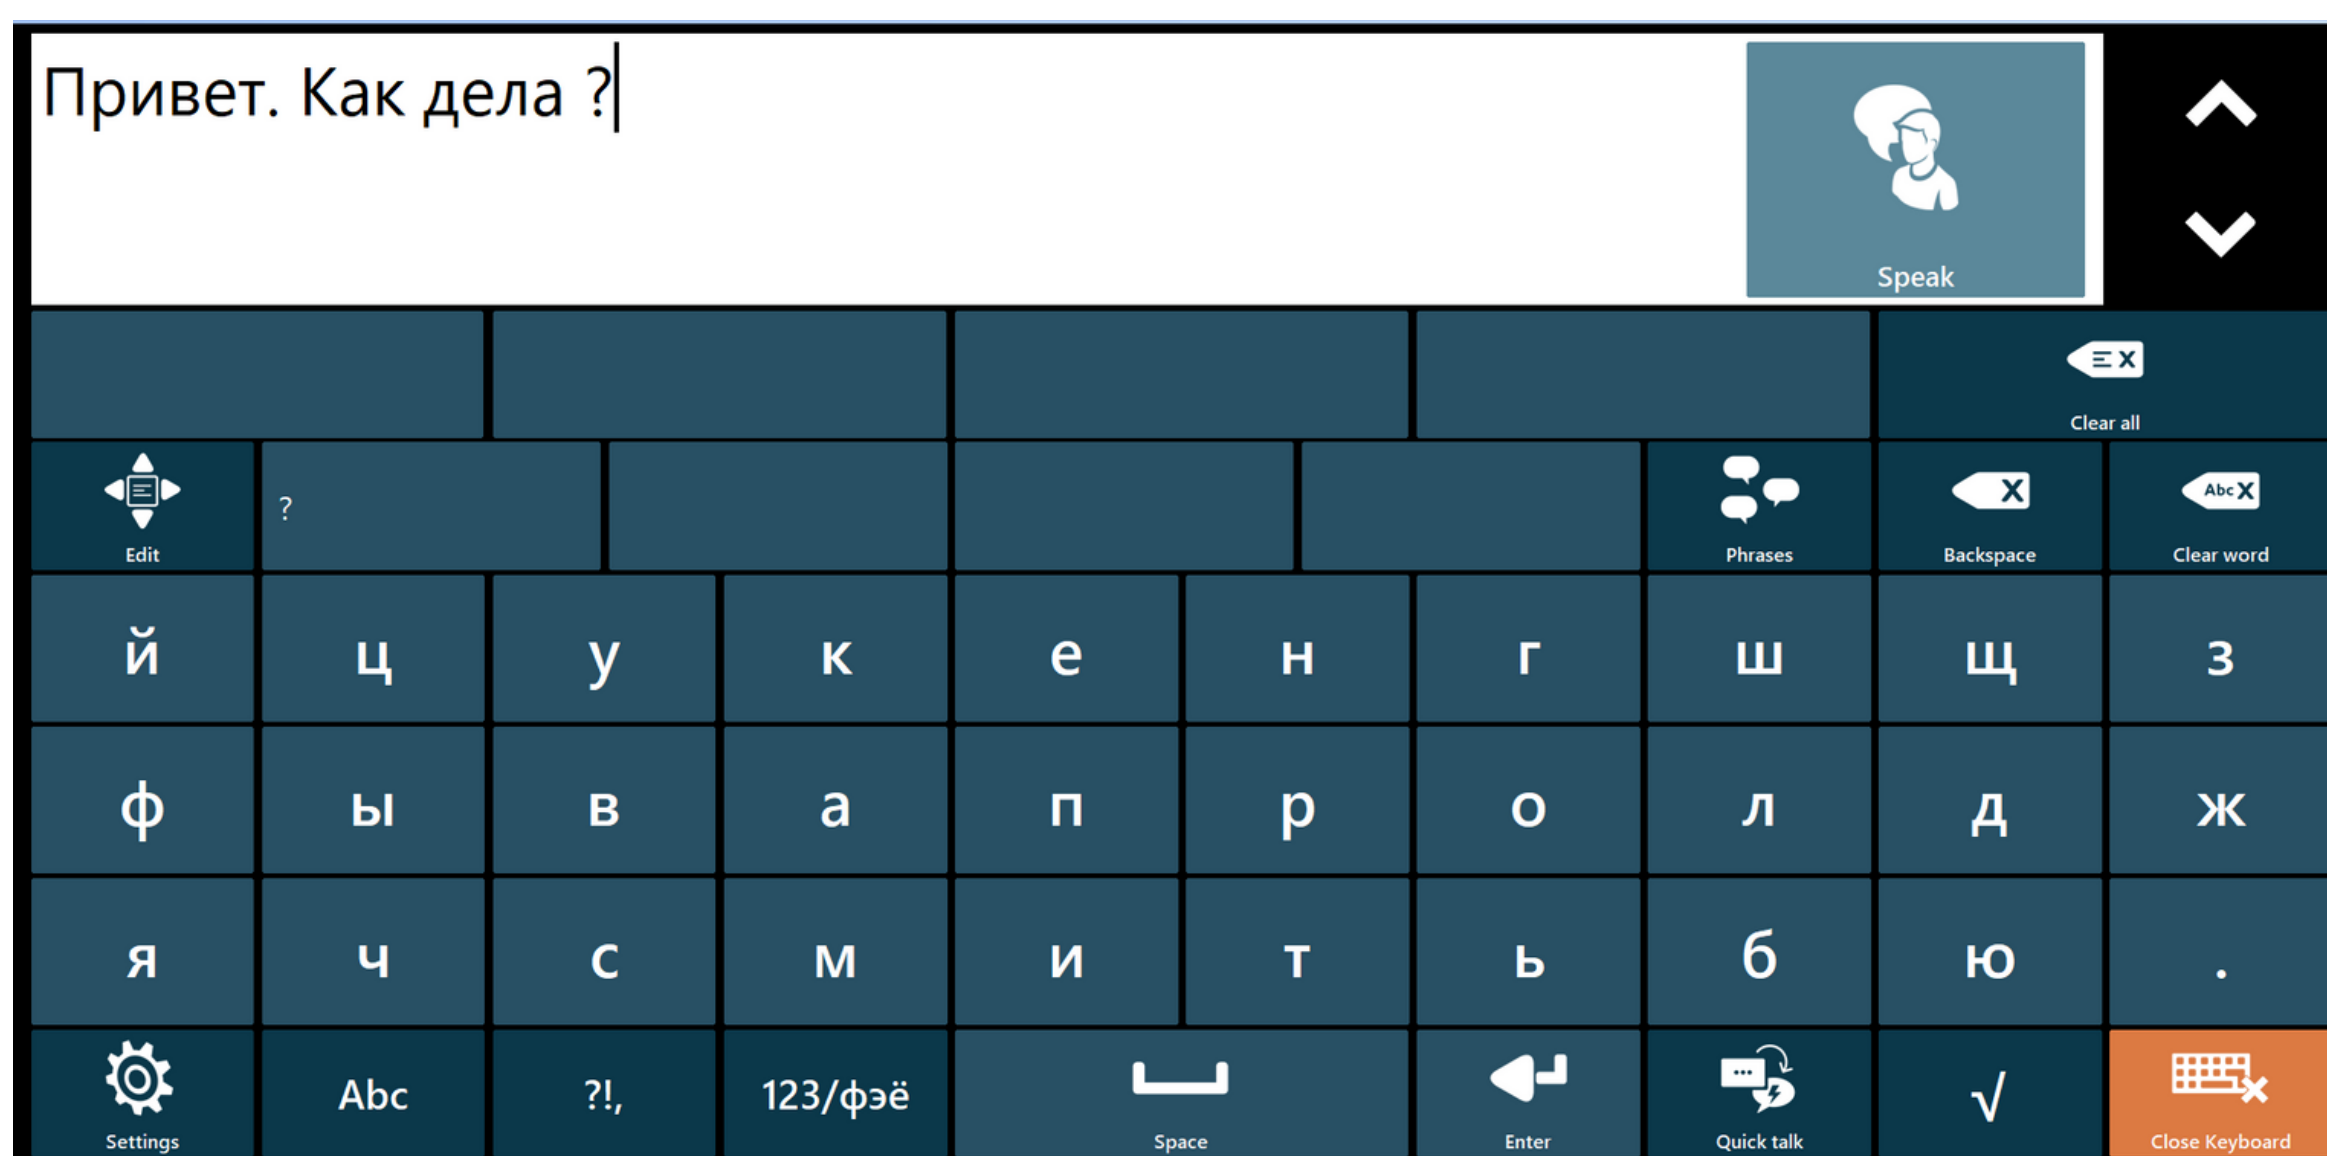 Привет. Как дела ?
Speak
Clear all
Edit
?
Phrases
Backspace
Abc X
Clear word
й ц у к е н г ш щ з
ф ы в а п р о л д ж
я ч с м и т ь б ю .
Settings
Abc
?!,
123/фэё
Space
Enter
Quick talk
√
Close Keyboard